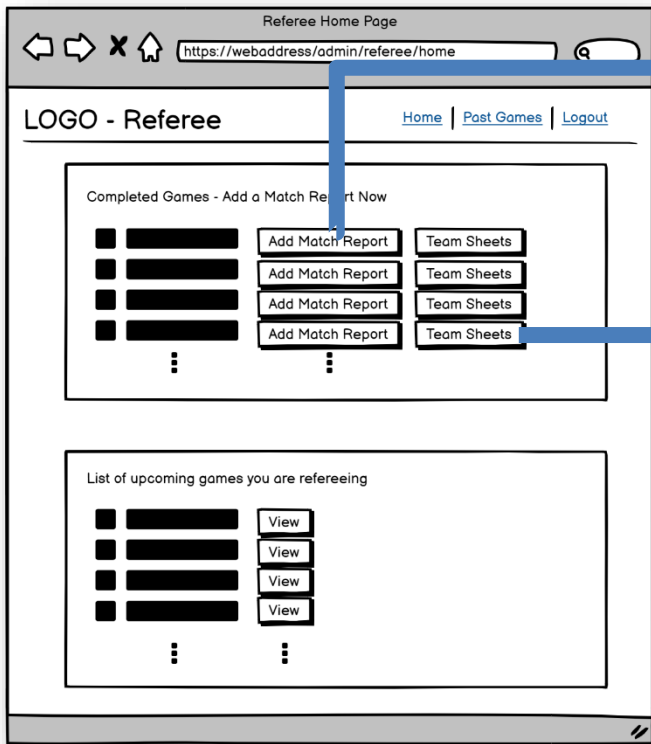 Referee Home Page
https://webaddress/admin/referee/home
LOGO - Referee
Home | Past Games | Logout
Completed Games - Add a Match Report Now
Add Match Report Team Sheets
Add Match Report Team Sheets
Add Match Report Team Sheets
Add Match Report Team Sheets
List of upcoming games you are refereeing
View
View
View
View